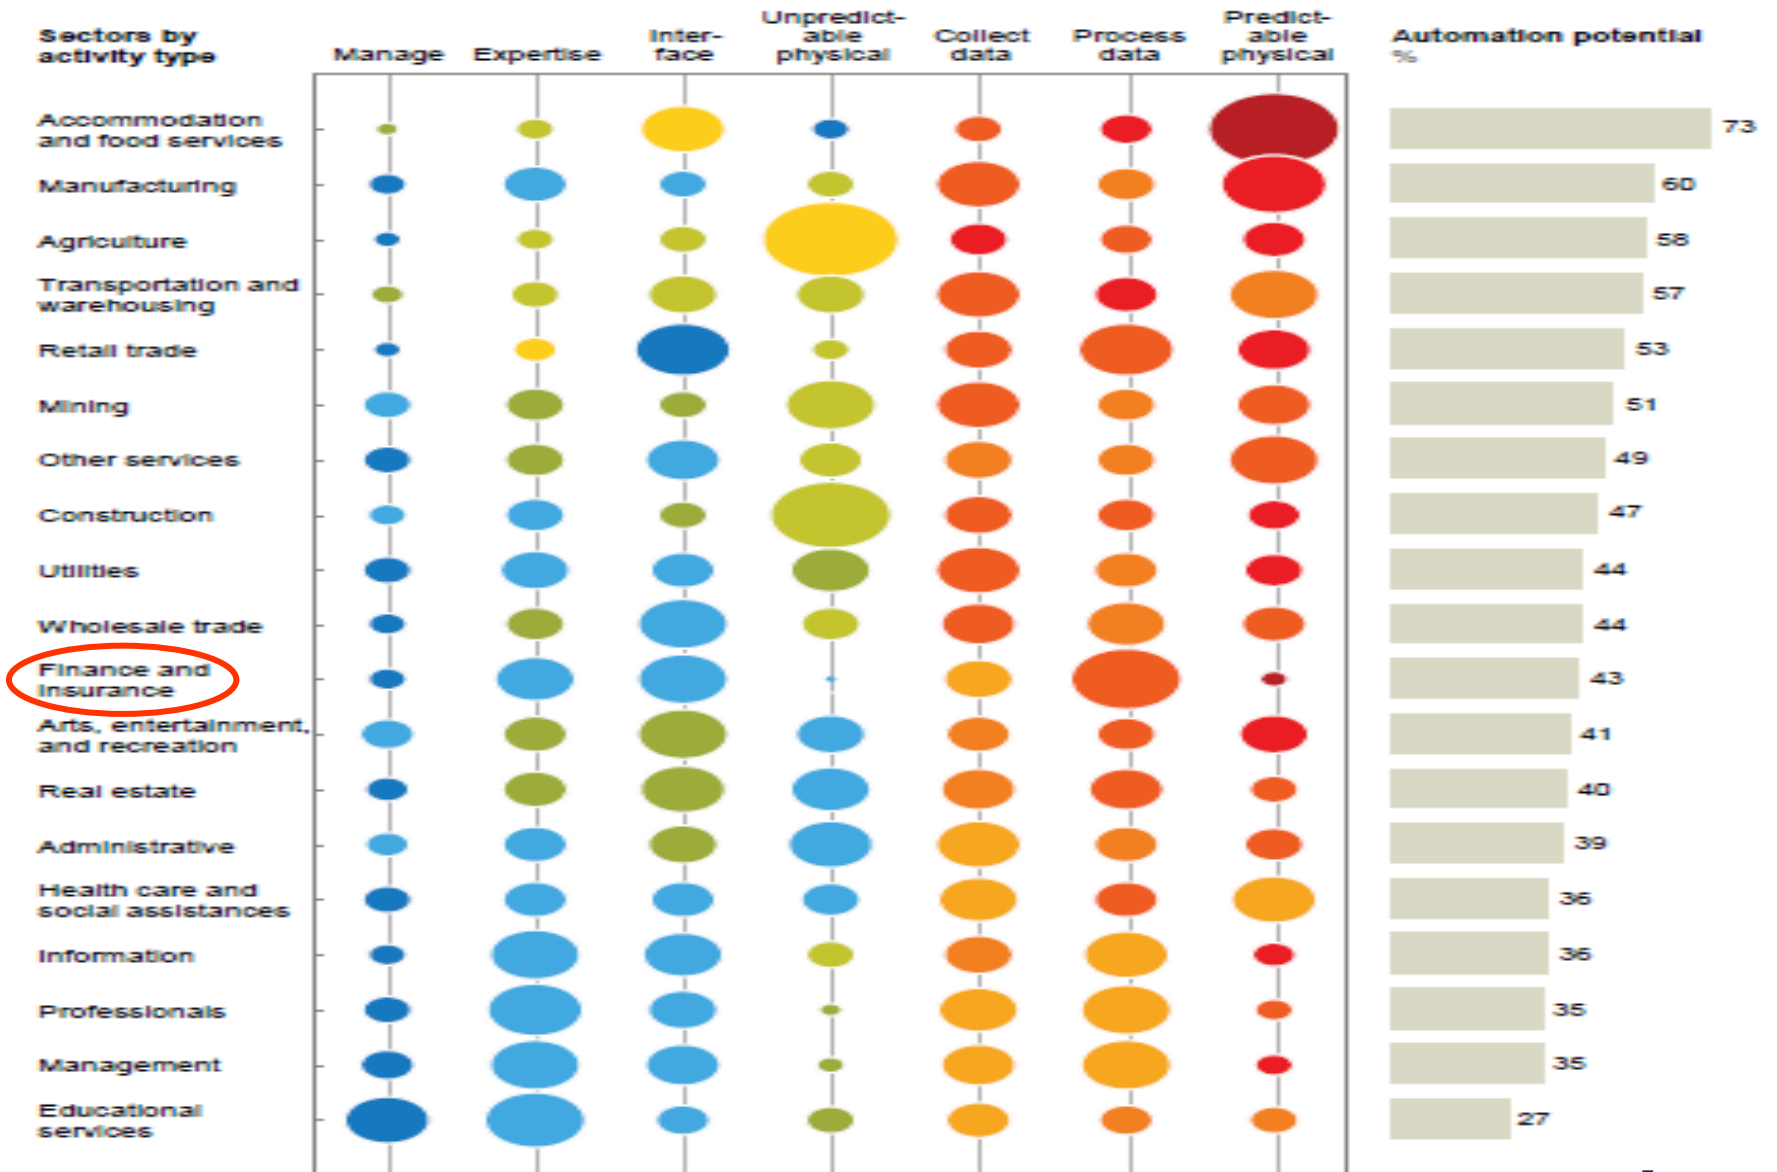 Sectors by
activity type
Manage
Expertise
Inter-
face
Unpredict-
able
physical
Collect
data
Process
data
Predict-
able
physical
Automation potential
%
Accommodation
and food services
73
Manufacturing
60
Agriculture
58
Transportation and
warehousing
57
Retail trade
53
Mining
51
Other services
49
Construction
47
Utilities
44
Wholesale trade
44
Finance and
insurance
43
Arts, entertainment,
and recreation
41
Real estate
40
Administrative
39
Health care and
social assistances
36
Information
36
Professionals
35
Management
35
Educational
services
27